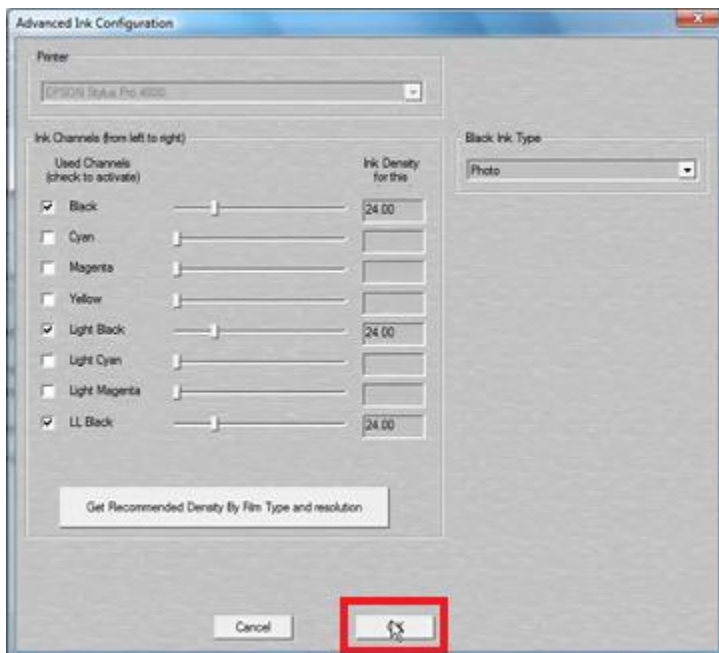 Advanced Ink Configuration
Printer
EPSON Stylus Pro 4800
Ink Channels (from left to right)
Used Channels
(check to activate)
Ink Density
for this
Black
24.00
Cyan
Magenta
Yellow
Light Black
24.00
Light Cyan
Light Magenta
LL Black
24.00
Get Recommended Density By Film Type and resolution
Black Ink Type
Photo
Cancel